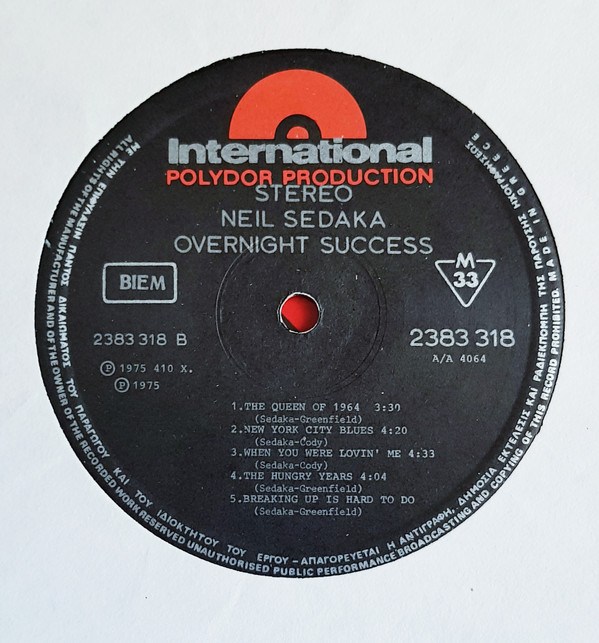 International
POLYDOR PRODUCTION
STEREO
NEIL SEDAKA
OVERNIGHT SUCCESS
BIEM
M
33
2383 318 B
2383 318
A/A 4064
Ⓟ 1975 410 X.
Ⓟ 1975
1.THE QUEEN OF 1964 3:30
(Sedaka-Greenfield)
2.NEW YORK CITY BLUES 4:20
(Sedaka-Cody)
3.WHEN YOU WERE LOVIN' ME 4:33
(Sedaka-Cody)
4.THE HUNGRY YEARS 4:04
(Sedaka-Greenfield)
5.BREAKING UP IS HARD TO DO
(Sedaka-Greenfield)
ΜΕ ΤΗΝ ΕΠΙΦΥΛΑΞΙΝ ΠΑΝΤΟΣ ΔΙΚΑΙΩΜΑΤΟΣ ΤΟΥ ΠΑΡΑΓΩΓΟΥ ΚΑΙ ΤΟΥ ΙΔΙΟΚΤΗΤΟΥ ΤΟΥ ΕΡΓΟΥ – ΑΠΑΓΟΡΕΥΕΤΑΙ Η ΑΝΤΙΓΡΑΦΗ, ΔΗΜΟΣΙΑ ΕΚΤΕΛΕΣΙΣ ΚΑΙ ΡΑΔΙΕΚΠΟΜΠΗ ΤΗΣ ΠΑΡΟΥΣΗΣ ΗΧΟΓΡΑΦΗΣΕΩΣ
ALL RIGHTS OF THE MANUFACTURER AND OF THE OWNER OF THE RECORDED WORK RESERVED UNAUTHORISED PUBLIC PERFORMANCE BROADCASTING AND COPYING OF THIS RECORD PROHIBITED. MADE IN GREECE